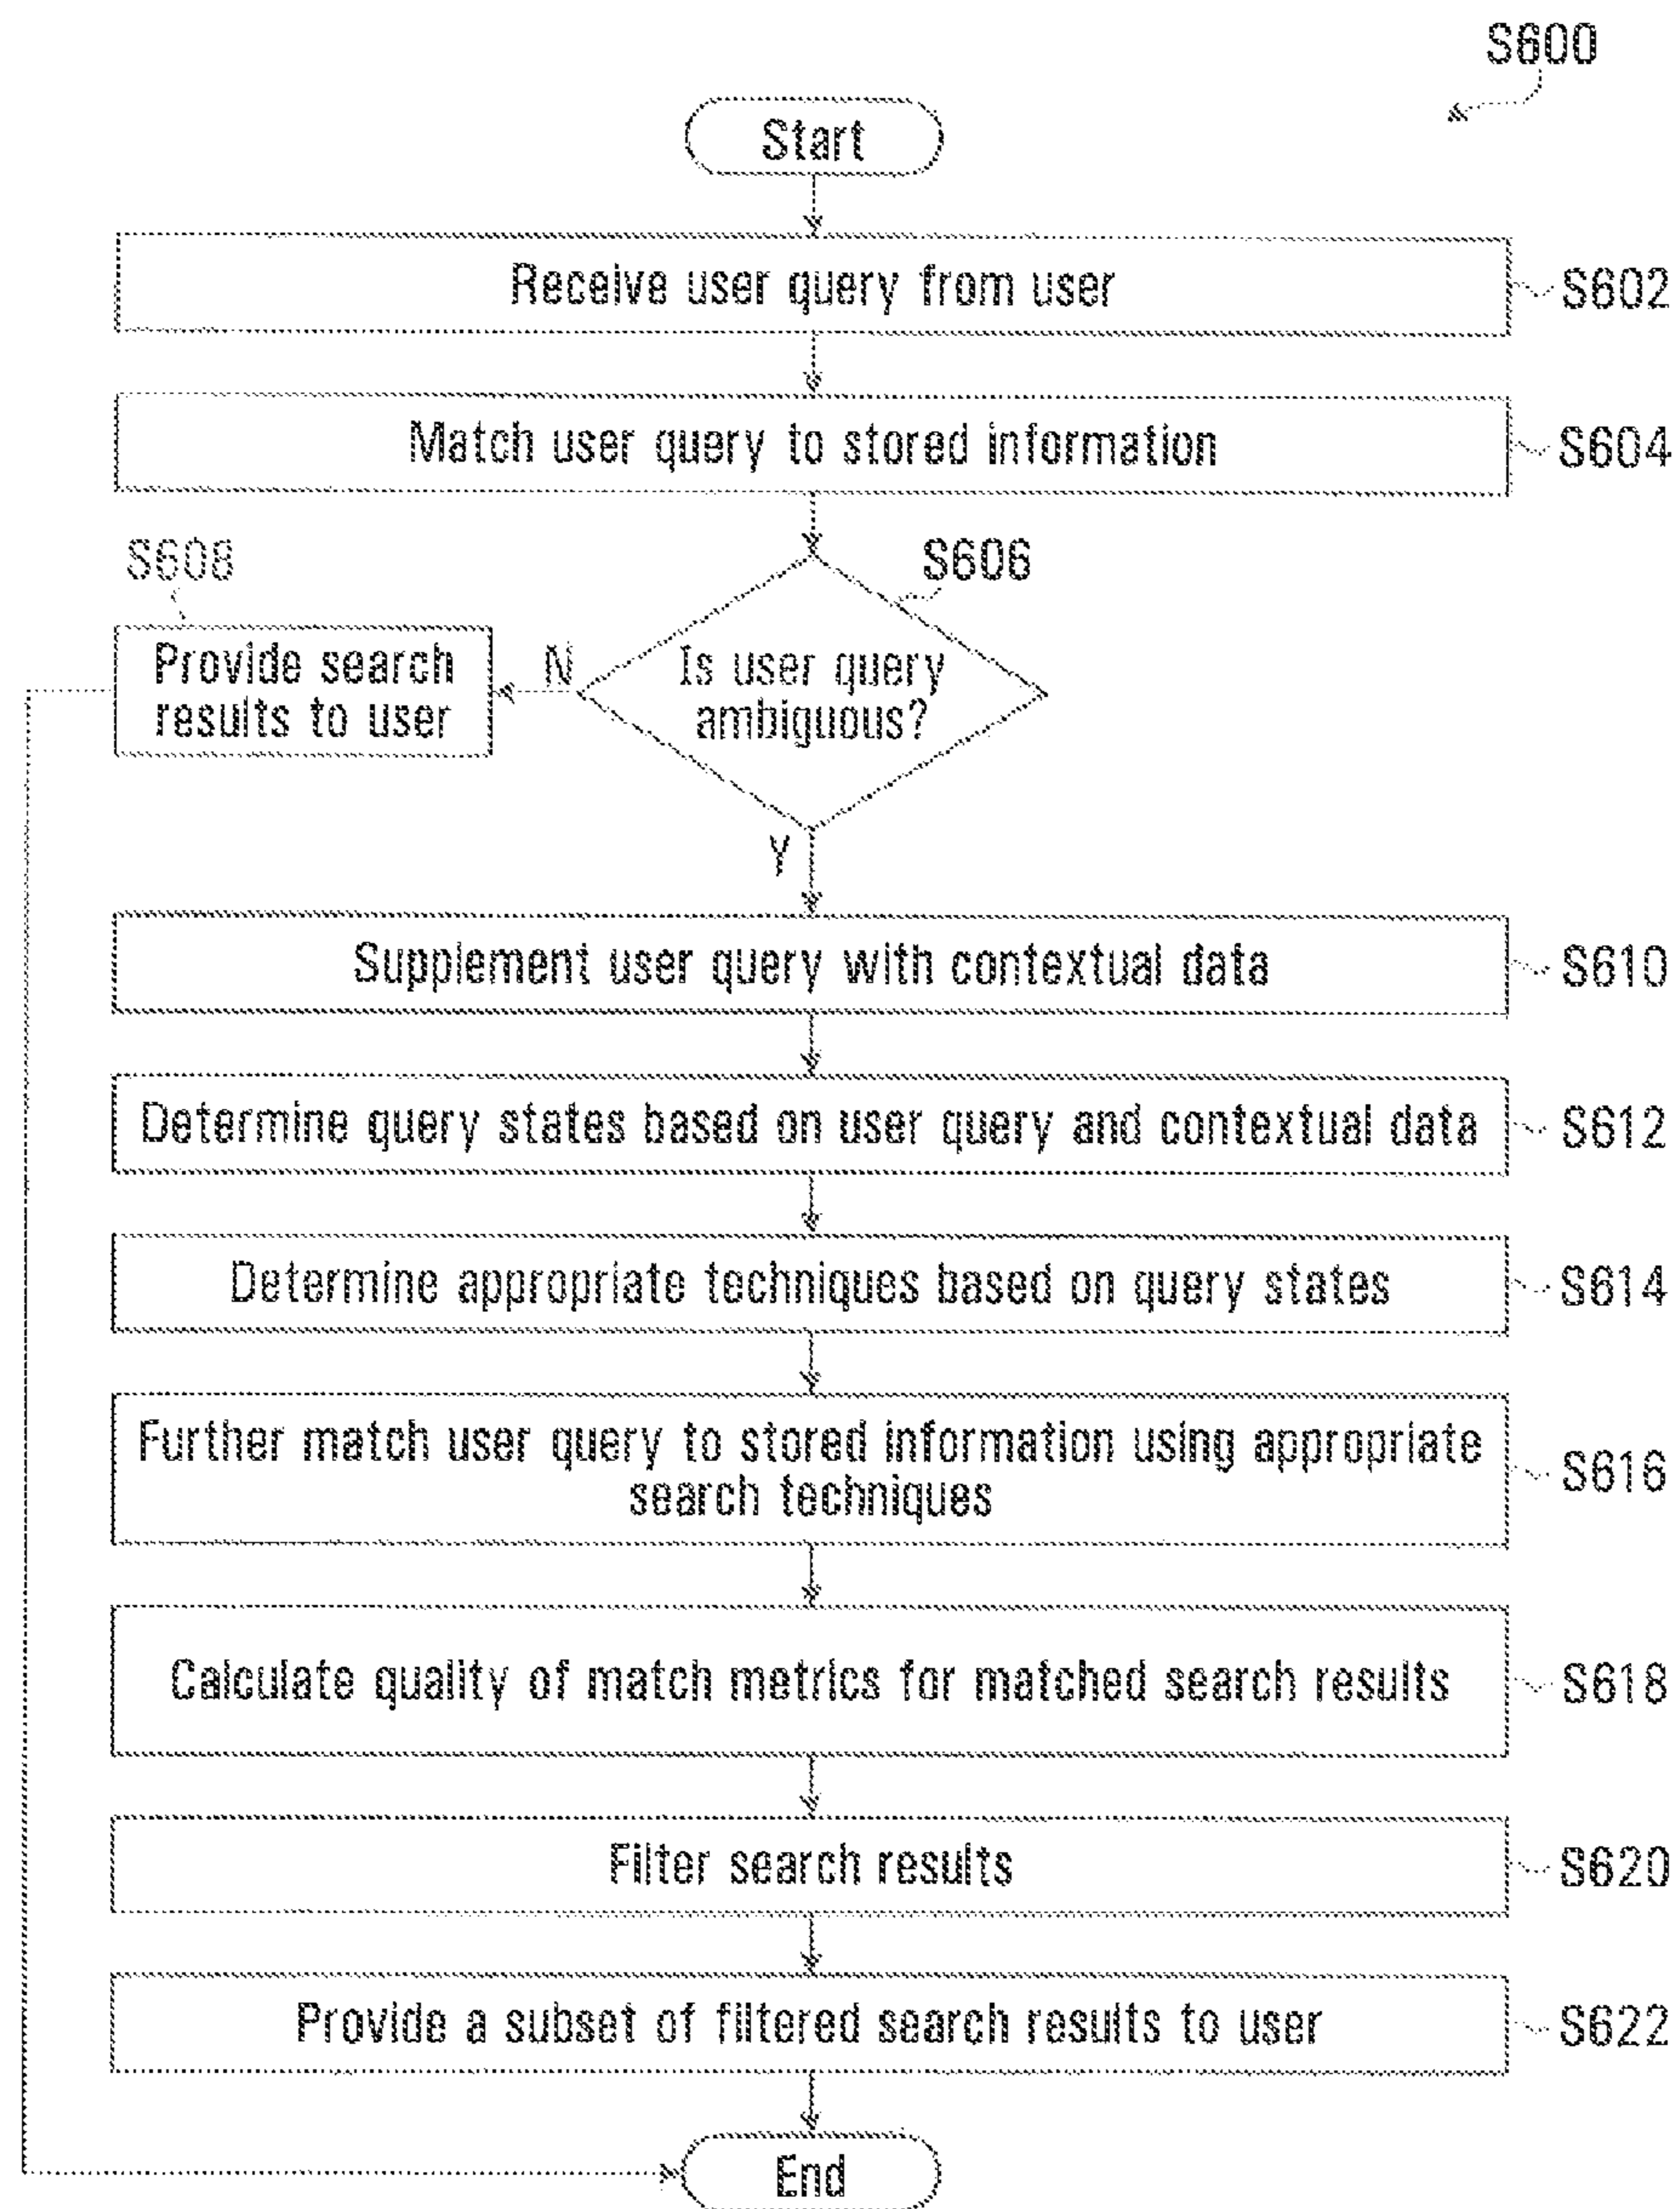 S600
Start
Receive user query from user
S602
Match user query to stored information
S604
S608
S606
Provide search
results to user
N
Is user query
ambiguous?
Y
Supplement user query with contextual data
S610
Determine query states based on user query and contextual data
S612
Determine appropriate techniques based on query states
S614
Further match user query to stored information using appropriate
search techniques
S616
Calculate quality of match metrics for matched search results
S618
Filter search results
S620
Provide a subset of filtered search results to user
S622
End